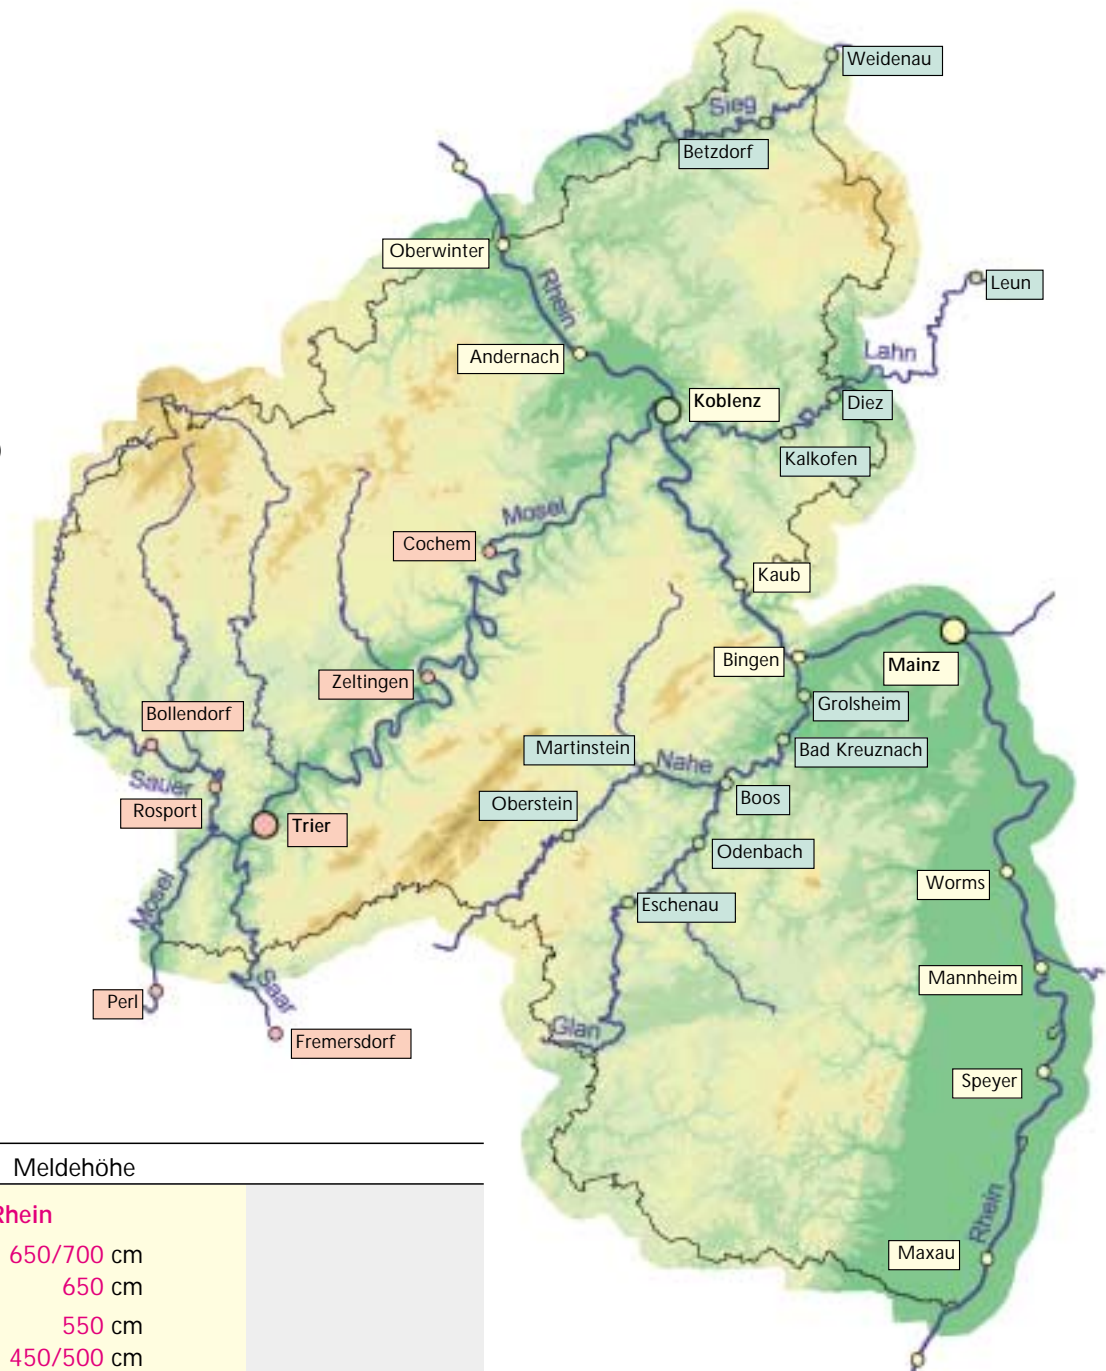 Weidenau
Sieg
Betzdorf
Oberwinter
Rhein
Leun
Andernach
Lahn
Koblenz
Diez
Kalkofen
Mosel
Cochem
Kaub
Bingen
Mainz
Zeltingen
Grolsheim
Bollendorf
Martinstein
Nahe
Bad Kreuznach
Sauer
Oberstein
Boos
Rosport
Trier
Odenbach
Worms
Mosel
Eschenau
Mannheim
Perl
Saar
Glan
Fremersdorf
Speyer
Meldehöhe
Rhein
Rhein
650/700 cm
Maxau
650 cm
550 cm
450/500 cm